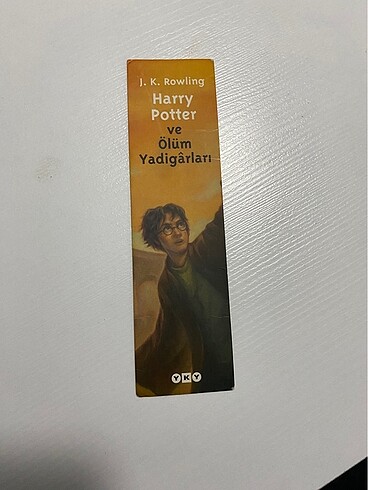 J. K. Rowling
Harry
Potter
ve
Ölüm
Yadigârları
YKY